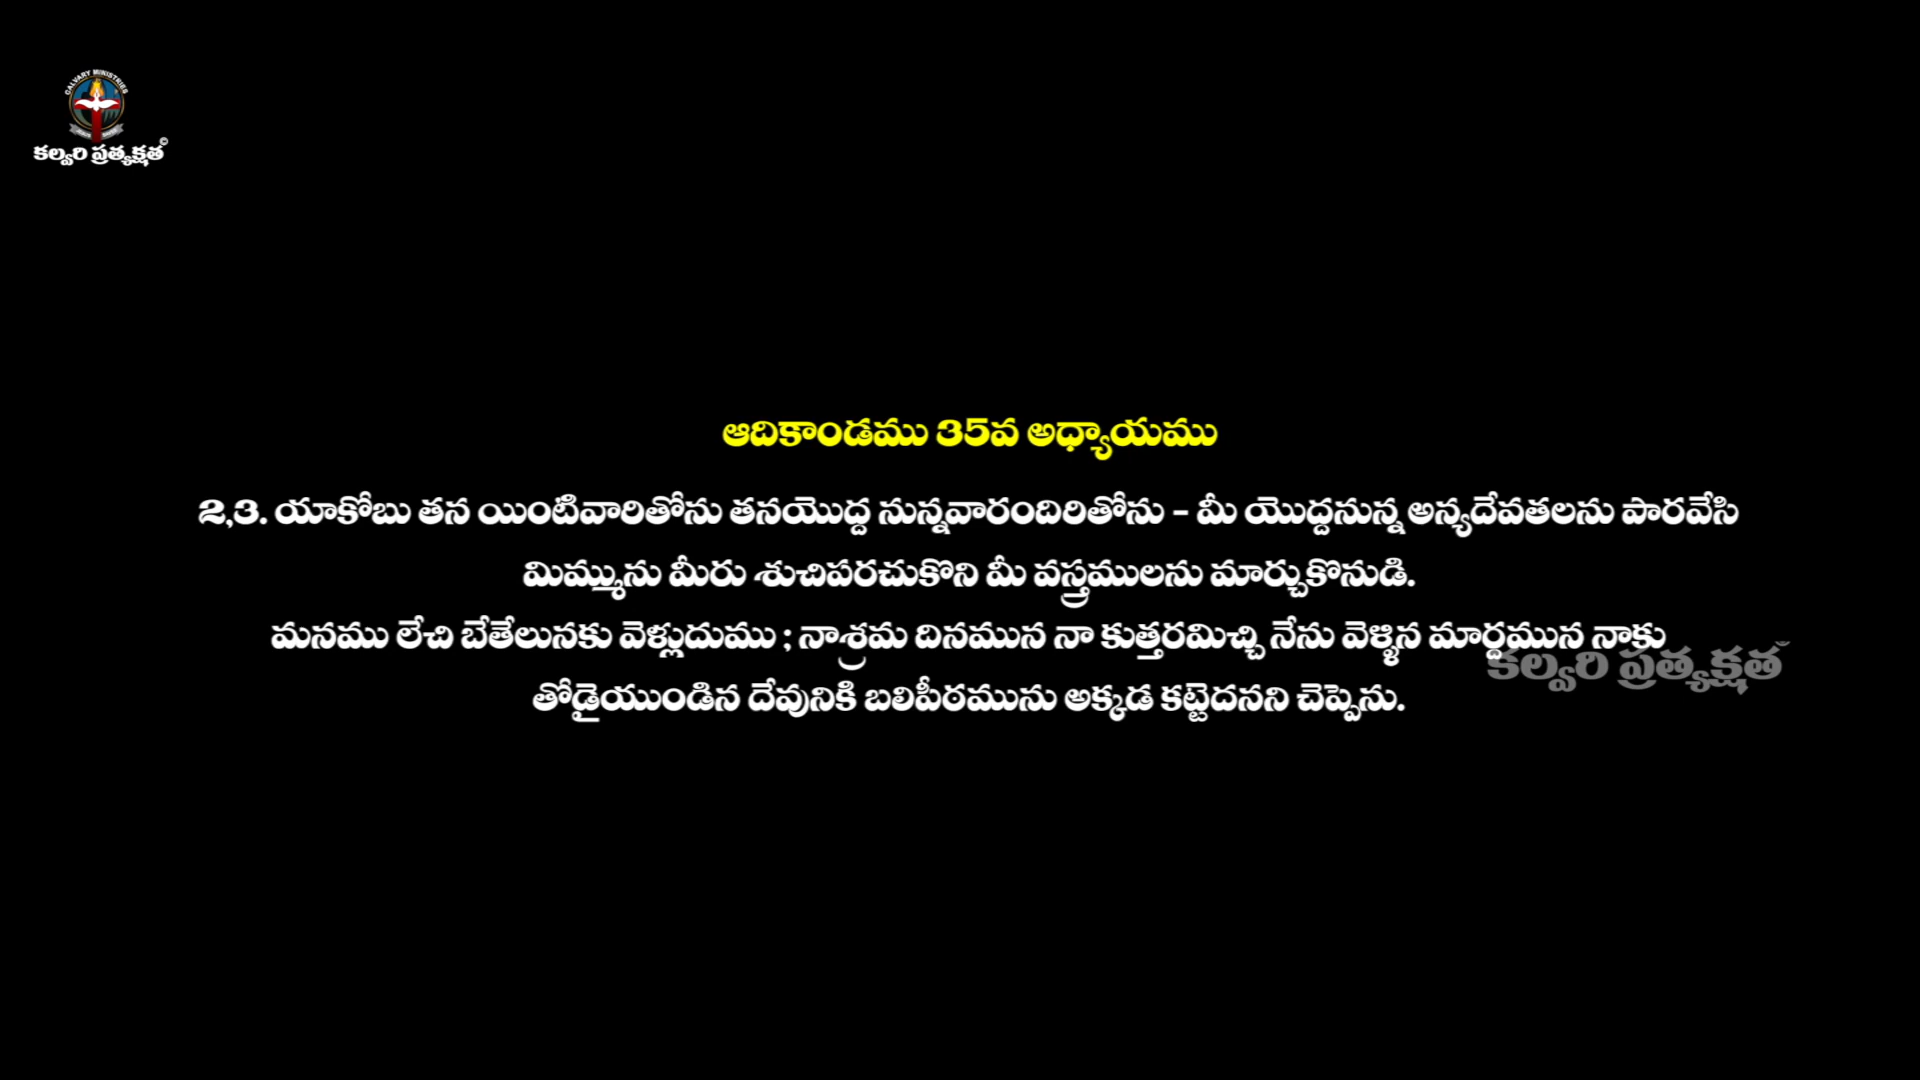 CALVARY MINISTRIES
కల్వరి ప్రత్యక్షత©
ఆదికాండము 35వ అధ్యాయము
2,3. యాకోబు తన యింటివారితోను తనయొద్ద నున్నవారందిరితోను - మీ యొద్దనున్న అన్యదేవతలను పారవేసి
మిమ్మును మీరు శుచిపరచుకొని మీ వస్త్రములను మార్చుకొనుడి.
మనము లేచి బేతేలునకు వెళ్లుదుము ; నాశ్రమ దినమున నా కుత్తరమిచ్చి నేను వెళ్ళిన మార్గమున నాకు
తోడైయుండిన దేవునికి బలిపీఠమును అక్కడ కట్టెదనని చెప్పెను.
కల్వరి ప్రత్యక్షత